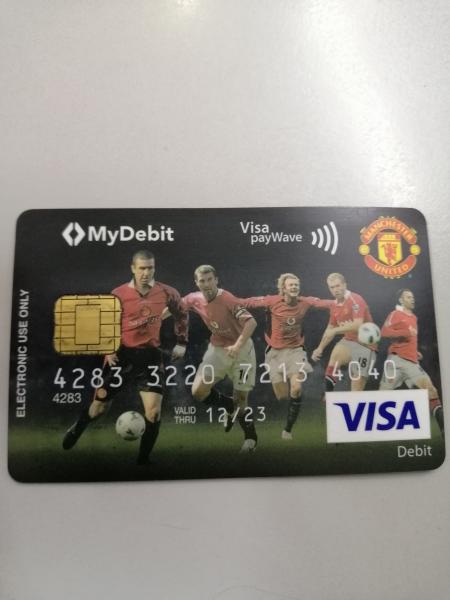 MyDebit
Visa
payWave
MANCHESTER
UNITED
ELECTRONIC USE ONLY
4283 3220 7213 4040
4283
VALID
THRU 12/23
VISA
Debit